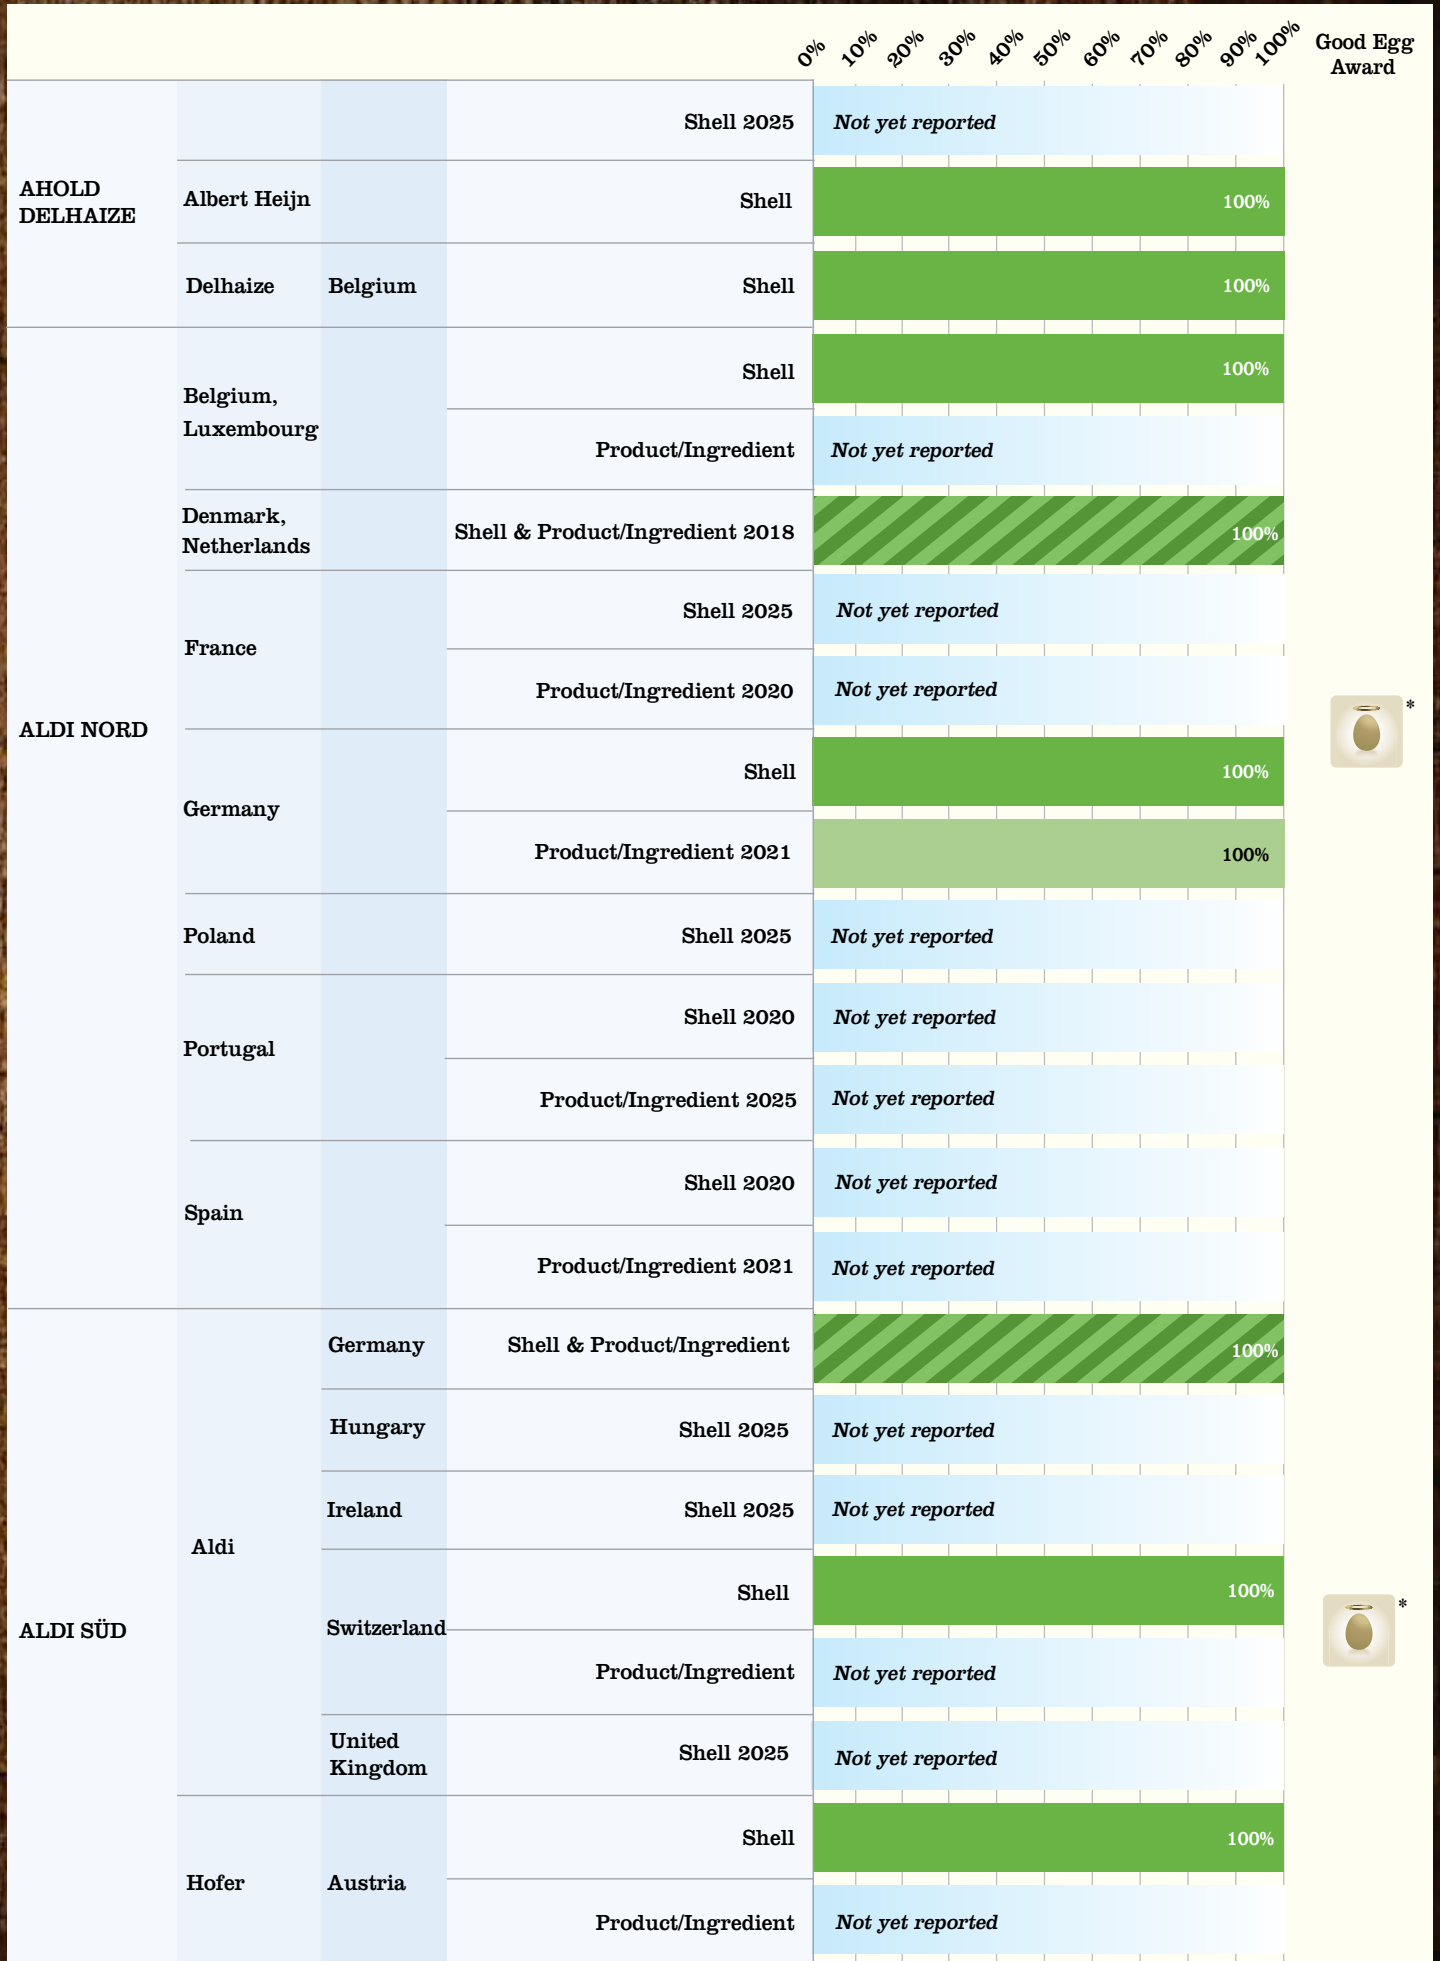 0% 10% 20% 30% 40% 50% 60% 70% 80% 90% 100%
Good Egg
Award
AHOLD
DELHAIZE
Shell 2025 Not yet reported
Albert Heijn Shell 100%
Delhaize Belgium Shell 100%
ALDI NORD
Belgium,
Luxembourg
Shell 100%
Product/Ingredient Not yet reported
Denmark,
Netherlands
Shell & Product/Ingredient 2018 100%
France
Shell 2025 Not yet reported
Product/Ingredient 2020 Not yet reported
*
Germany
Shell 100%
Product/Ingredient 2021 100%
Poland Shell 2025 Not yet reported
Portugal
Shell 2020 Not yet reported
Product/Ingredient 2025 Not yet reported
Spain
Shell 2020 Not yet reported
Product/Ingredient 2021 Not yet reported
ALDI SÜD
Aldi
Germany Shell & Product/Ingredient 100%
Hungary Shell 2025 Not yet reported
Ireland Shell 2025 Not yet reported
Switzerland
Shell 100%
*
Product/Ingredient Not yet reported
United
Kingdom
Shell 2025 Not yet reported
Hofer Austria
Shell 100%
Product/Ingredient Not yet reported